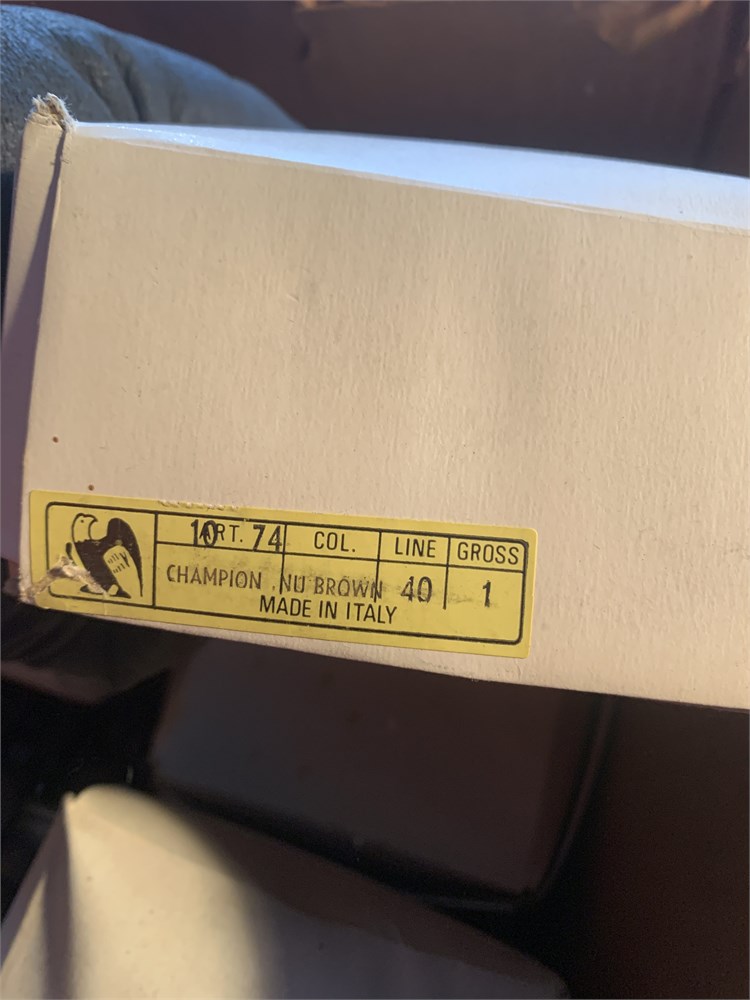 10 ART. 74 COL. LINE GROSS
CHAMPION NU BROWN 40 1
MADE IN ITALY